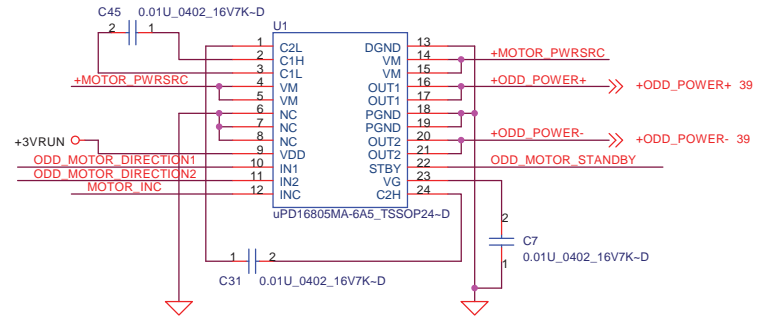 C45
0.01U_0402_16V7K~D
2
1
U1
1
C2L
2
C1H
3
C1L
+MOTOR_PWRSRC
4
VM
5
VM
6
NC
7
NC
8
NC
+3VRUN
9
VDD
ODD_MOTOR_DIRECTION1
10
IN1
ODD_MOTOR_DIRECTION2
11
IN2
MOTOR_INC
12
INC
DGND
13
VM
14
+MOTOR_PWRSRC
VM
15
OUT1
16
+ODD_POWER+
+ODD_POWER+ 39
OUT1
17
PGND
18
PGND
19
OUT2
20
+ODD_POWER-
+ODD_POWER- 39
OUT2
21
STBY
22
ODD_MOTOR_STANDBY
VG
23
C2H
24
uPD16805MA-6A5_TSSOP24~D
2
C7
0.01U_0402_16V7K~D
1
1
2
C31
0.01U_0402_16V7K~D